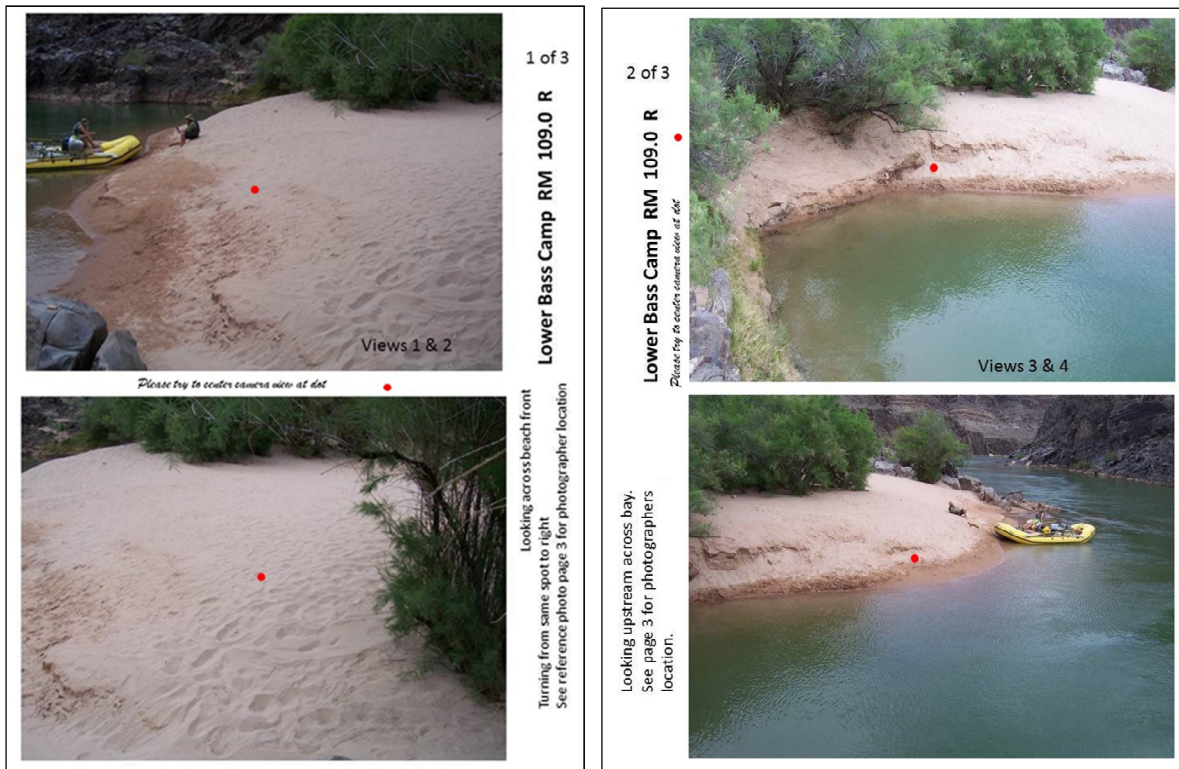 1 of 3
Lower Bass Camp RM 109.0 R
Views 1 & 2
Please try to center camera view at dot
Looking across beach front
Turning from same spot to right
See reference photo page 3 for photographer location
2 of 3
Lower Bass Camp RM 109.0 R
Please try to center camera view at dot
Views 3 & 4
Looking upstream across bay.
See page 3 for photographers
location.